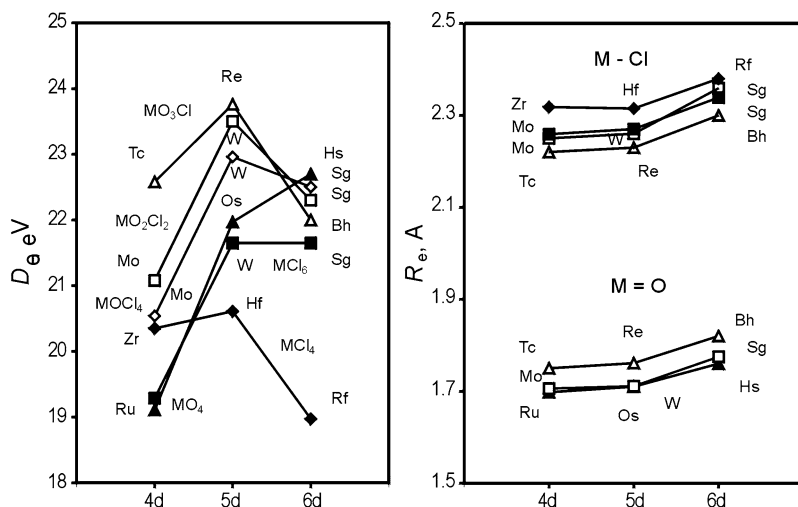 25
24
23
22
21
20
19
18
D e, eV
Re
MO3Cl
Tc
W
W
Hs
Sg
Sg
Os
Bh
MO2Cl2
Mo
W
MCl6
Sg
MOCl4
Mo
Hf
Zr
MCl4
Ru
MO4
Rf
4d 5d 6d
2.5
2.3
2.1
1.9
1.7
1.5
Re, A
M - Cl
Rf
Zr
Hf
Sg
Mo
Sg
Mo
W
Bh
Tc
Re
M = O
Bh
Tc
Re
Sg
Mo
W
Hs
Ru
Os
4d 5d 6d